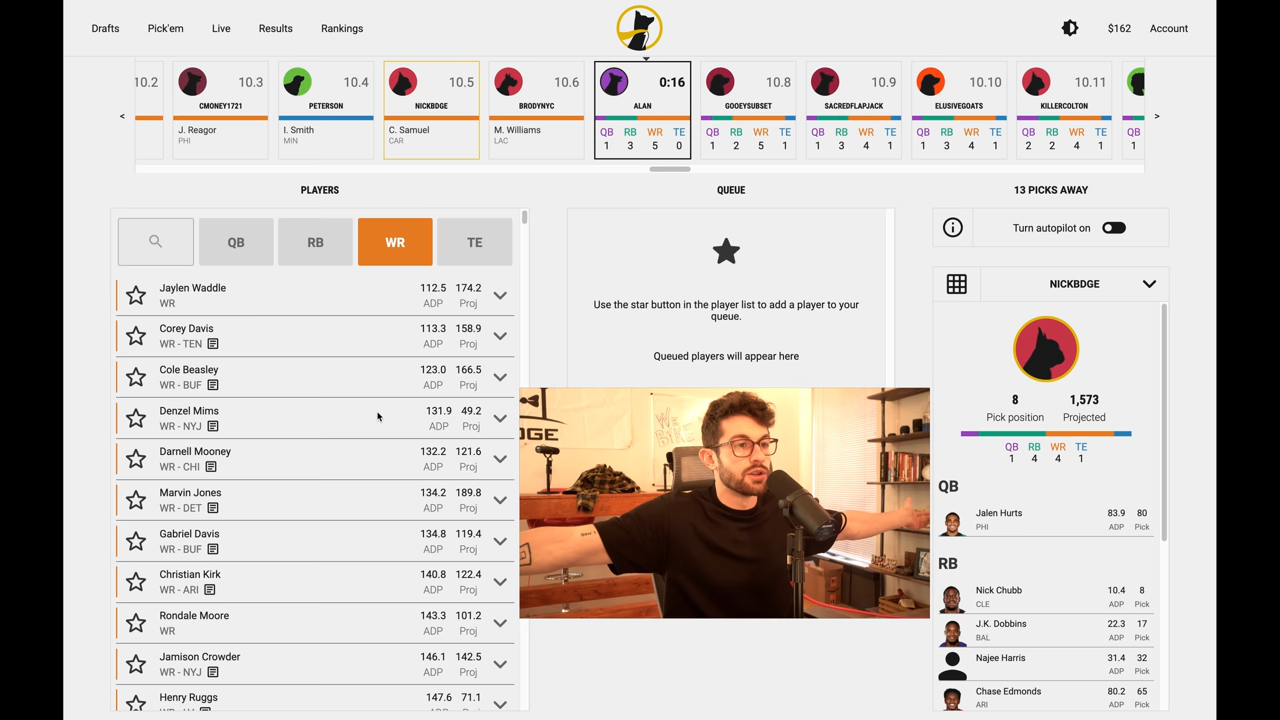 Drafts Pick'em Live Results Rankings $162 Account
10.2 10.3 10.4 10.5 10.6 0:16 10.8 10.9 10.10 10.11
CMONEY1721 PETERSON NICKBDGE BRODYNYC ALAN GOOEYSUBSET SACREDFLAPJACK ELUSIVEGOATS KILLERCOLTON
J. Reagor I. Smith C. Samuel M. Williams QB RB WR TE QB RB WR TE QB RB WR TE QB RB WR TE QB RB WR TE QB
PHI MIN CAR LAC 1 3 5 0 1 2 5 1 1 3 4 1 1 3 4 1 2 2 4 1 1
< >
PLAYERS QUEUE 13 PICKS AWAY
QB RB WR TE
Turn autopilot on
Jaylen Waddle 112.5 174.2
WR ADP Proj
Corey Davis 113.3 158.9
WR - TEN ADP Proj
Cole Beasley 123.0 166.5
WR - BUF ADP Proj
Denzel Mims 131.9 49.2
WR - NYJ ADP Proj
Darnell Mooney 132.2 121.6
WR - CHI ADP Proj
Marvin Jones 134.2 189.8
WR - DET ADP Proj
Gabriel Davis 134.8 119.4
WR - BUF ADP Proj
Christian Kirk 140.8 122.4
WR - ARI ADP Proj
Rondale Moore 143.3 101.2
WR ADP Proj
Jamison Crowder 146.1 142.5
WR - NYJ ADP Proj
Henry Ruggs 147.6 71.1
Use the star button in the player list to add a player to your
queue.
Queued players will appear here
WE
NICKBDGE
8 1,573
Pick position Projected
QB RB WR TE
1 4 4 1
QB
Jalen Hurts 83.9 80
PHI ADP Pick
RB
Nick Chubb 10.4 8
CLE ADP Pick
J.K. Dobbins 22.3 17
BAL ADP Pick
Najee Harris 31.4 32
ADP Pick
Chase Edmonds 80.2 65
ARI ADP Pick